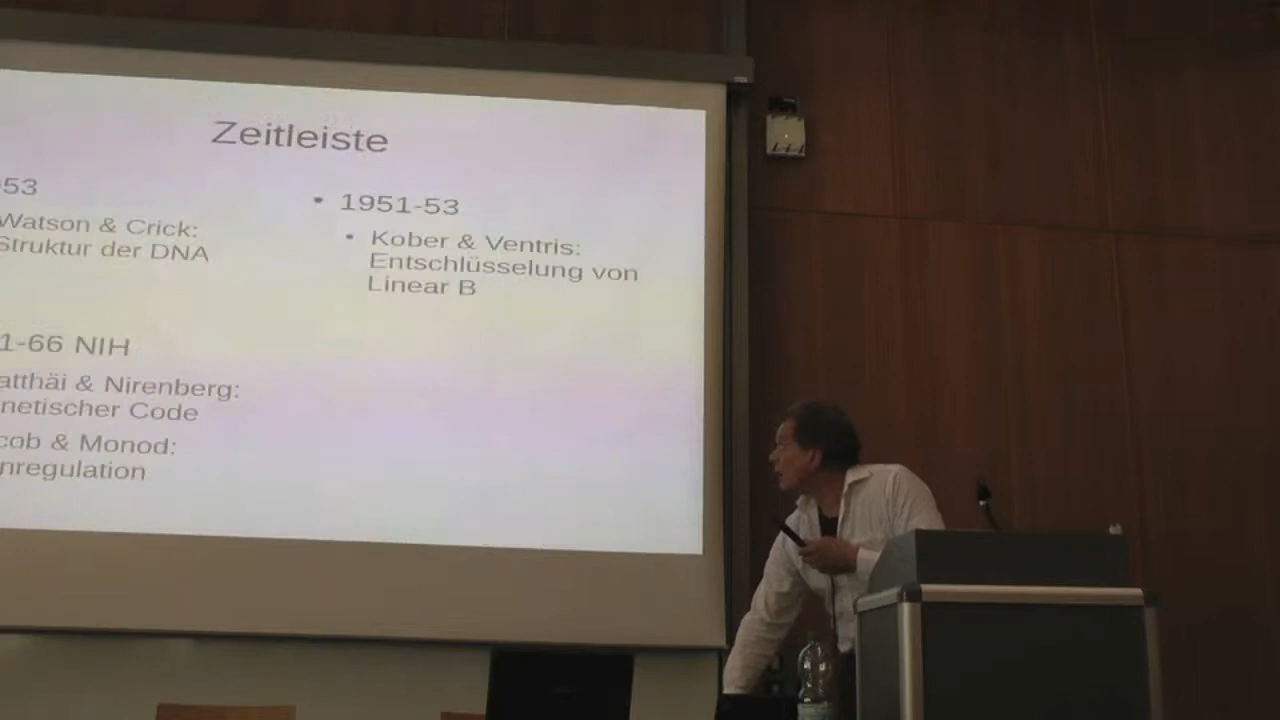 Zeitleiste
53
Watson & Crick:
Struktur der DNA
1-66 NIH
atthäi & Nirenberg:
netischer Code
cob & Monod:
nregulation
• 1951-53
• Kober & Ventris:
Entschlüsselung von
Linear B